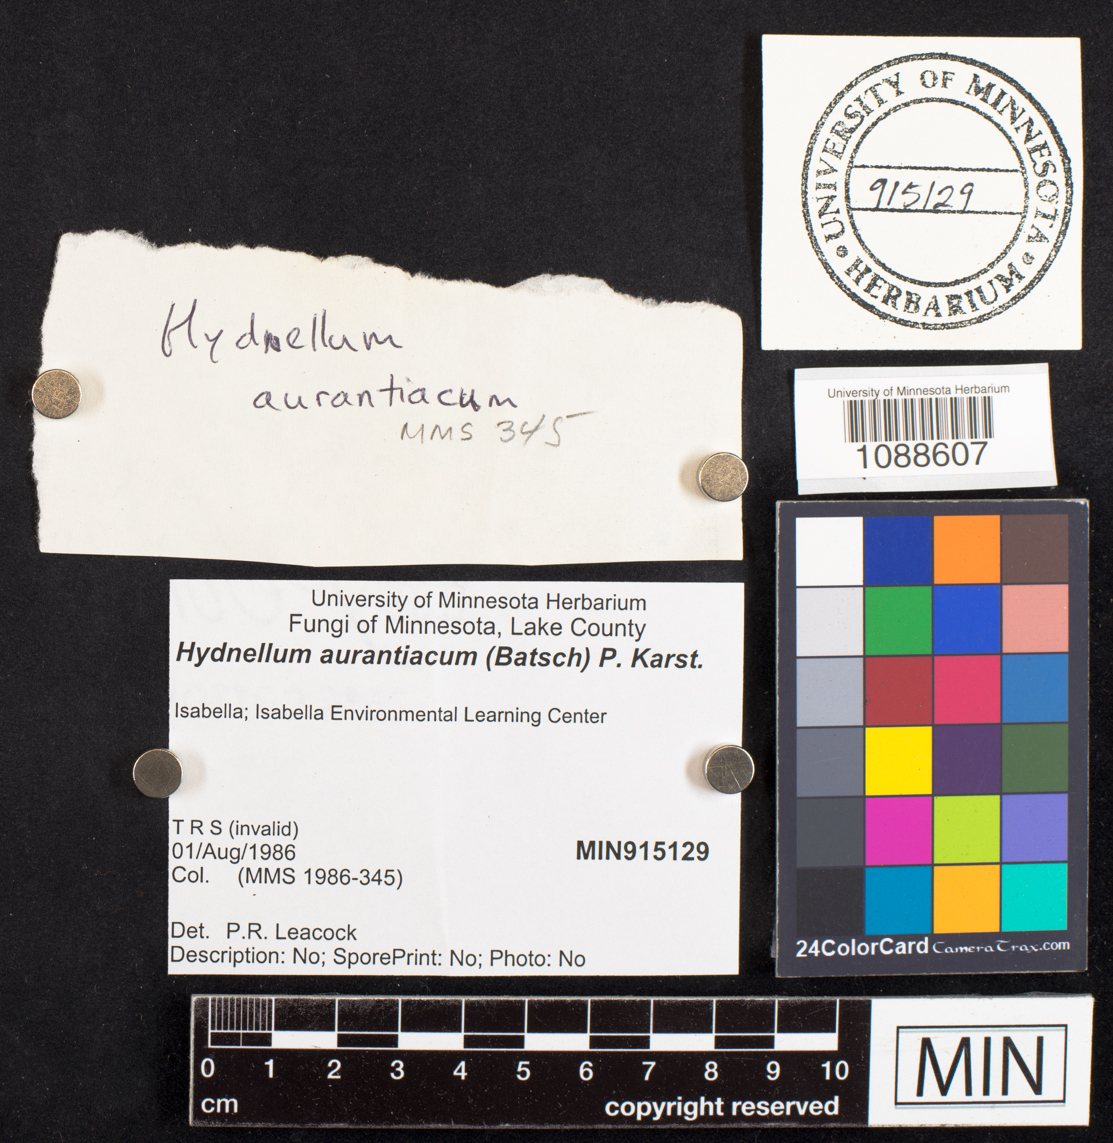 UNIVERSITY OF MINNESOTA
915129
• HERBARIUM •
Hydnellum
aurantiacum
MMS 345
University of Minnesota Herbarium
1088607
University of Minnesota Herbarium
Fungi of Minnesota, Lake County
Hydnellum aurantiacum (Batsch) P. Karst.
Isabella; Isabella Environmental Learning Center
T R S (invalid)
01/Aug/1986
MIN915129
Col. (MMS 1986-345)
Det. P.R. Leacock
Description: No; SporePrint: No; Photo: No
24ColorCard CameraTrax.com
0 1 2 3 4 5 6 7 8 9 10
cm
copyright reserved
MIN